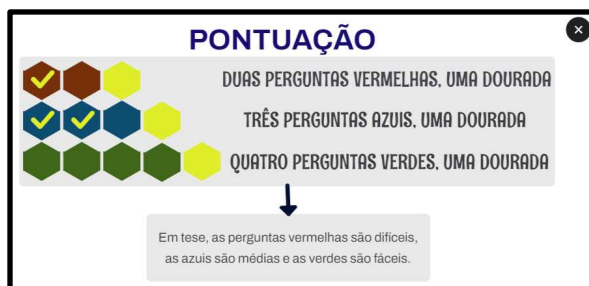 PONTUAÇÃO
DUAS PERGUNTAS VERMELHAS, UMA DOURADA
TRÊS PERGUNTAS AZUIS, UMA DOURADA
QUATRO PERGUNTAS VERDES, UMA DOURADA
Em tese, as perguntas vermelhas são difíceis,
as azuis são médias e as verdes são fáceis.